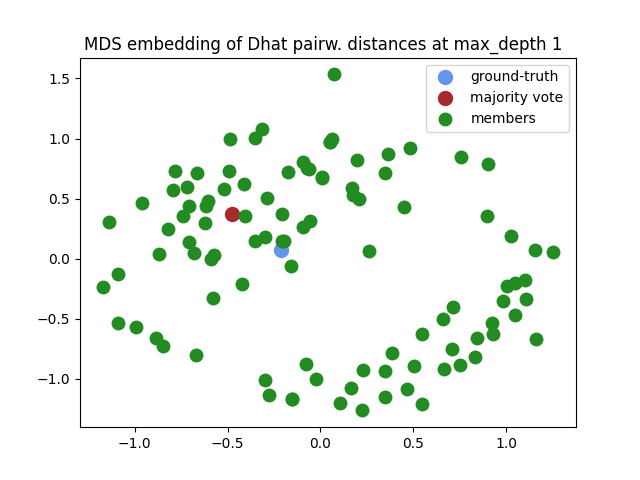 MDS embedding of Dhat pairw. distances at max_depth 1
ground-truth
majority vote
members
1.5
1.0
0.5
0.0
−0.5
−1.0
−1.0
−0.5
0.0
0.5
1.0